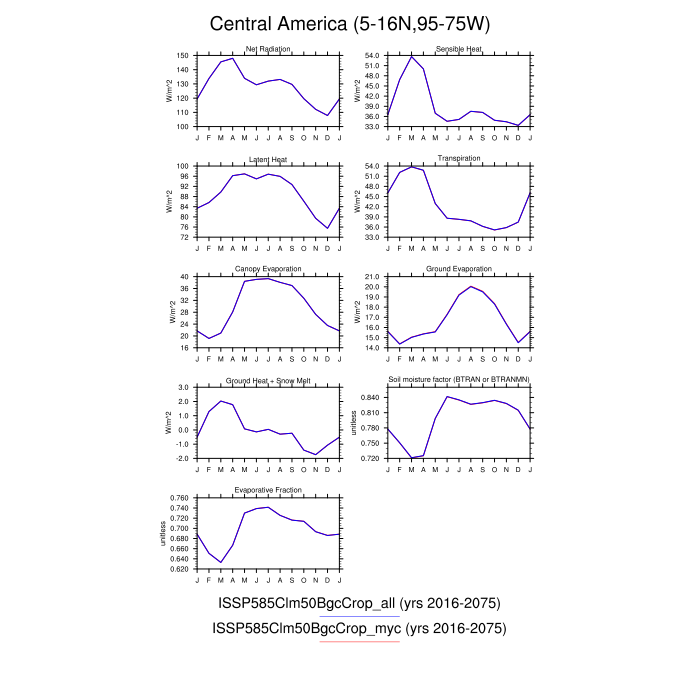 Central America (5-16N,95-75W)
Net Radiation
W/m^2
150
140
130
120
110
100
J F M A M J J A S O N D J
Sensible Heat
W/m^2
54.0
51.0
48.0
45.0
42.0
39.0
36.0
33.0
J F M A M J J A S O N D J
Latent Heat
W/m^2
100
96
92
88
84
80
76
72
J F M A M J J A S O N D J
Transpiration
W/m^2
54.0
51.0
48.0
45.0
42.0
39.0
36.0
33.0
J F M A M J J A S O N D J
Canopy Evaporation
W/m^2
40
36
32
28
24
20
16
J F M A M J J A S O N D J
Ground Evaporation
W/m^2
21.0
20.0
19.0
18.0
17.0
16.0
15.0
14.0
J F M A M J J A S O N D J
Ground Heat + Snow Melt
W/m^2
3.0
2.0
1.0
0.0
-1.0
-2.0
J F M A M J J A S O N D J
Soil moisture factor (BTRAN or BTRANMN)
unitless
0.840
0.810
0.780
0.750
0.720
J F M A M J J A S O N D J
Evaporative Fraction
unitless
0.760
0.740
0.720
0.700
0.680
0.660
0.640
0.620
J F M A M J J A S O N D J
ISSP585Clm50BgcCrop_all (yrs 2016-2075)
ISSP585Clm50BgcCrop_myc (yrs 2016-2075)